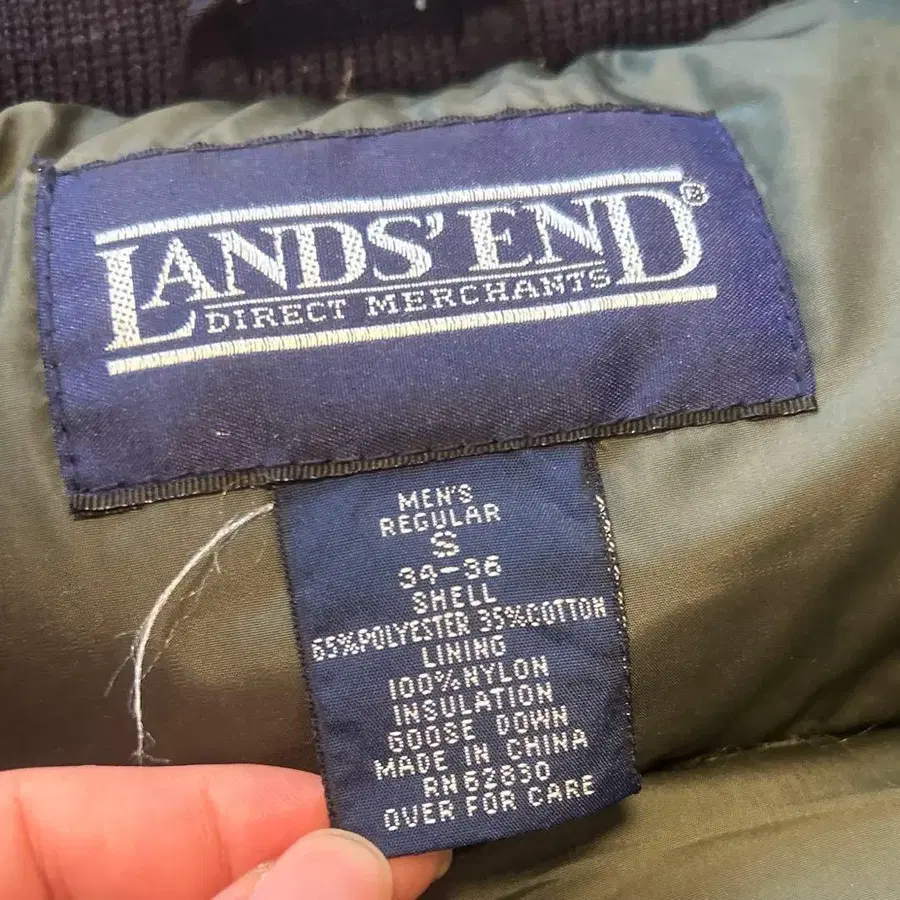 LANDS' END®
DIRECT MERCHANTS
MEN'S
REGULAR
S
34-36
SHELL
65%POLYESTER 35%COTTON
LINING
100%NYLON
INSULATION
GOOSE DOWN
MADE IN CHINA
RN62830
OVER FOR CARE